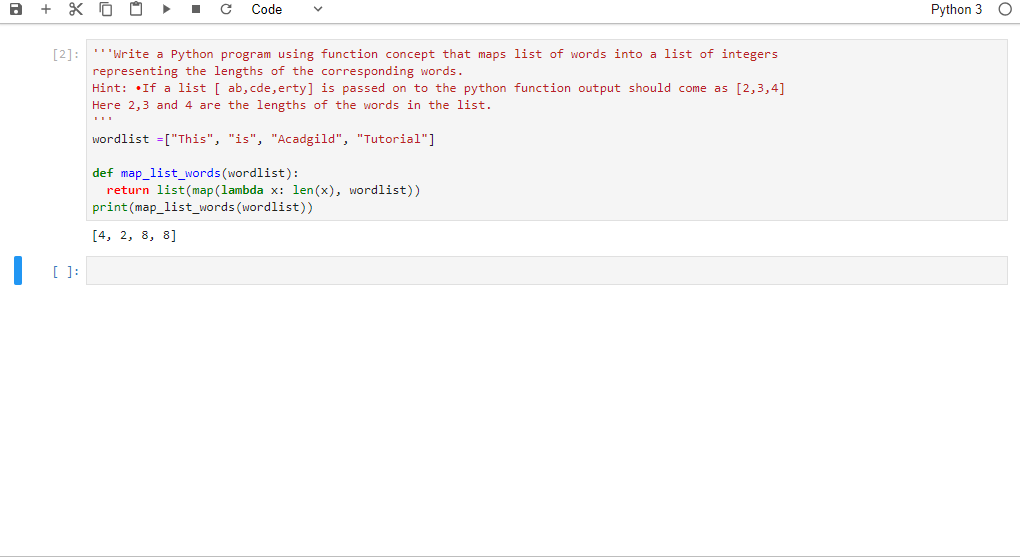 Code
Python 3
[2]:
'''Write a Python program using function concept that maps list of words into a list of integers
representing the lengths of the corresponding words.
Hint: •If a list [ ab,cde,erty] is passed on to the python function output should come as [2,3,4]
Here 2,3 and 4 are the lengths of the words in the list.
'''
wordlist =["This", "is", "Acadgild", "Tutorial"]
def map_list_words(wordlist):
  return list(map(lambda x: len(x), wordlist))
print(map_list_words(wordlist))
[4, 2, 8, 8]
[ ]: